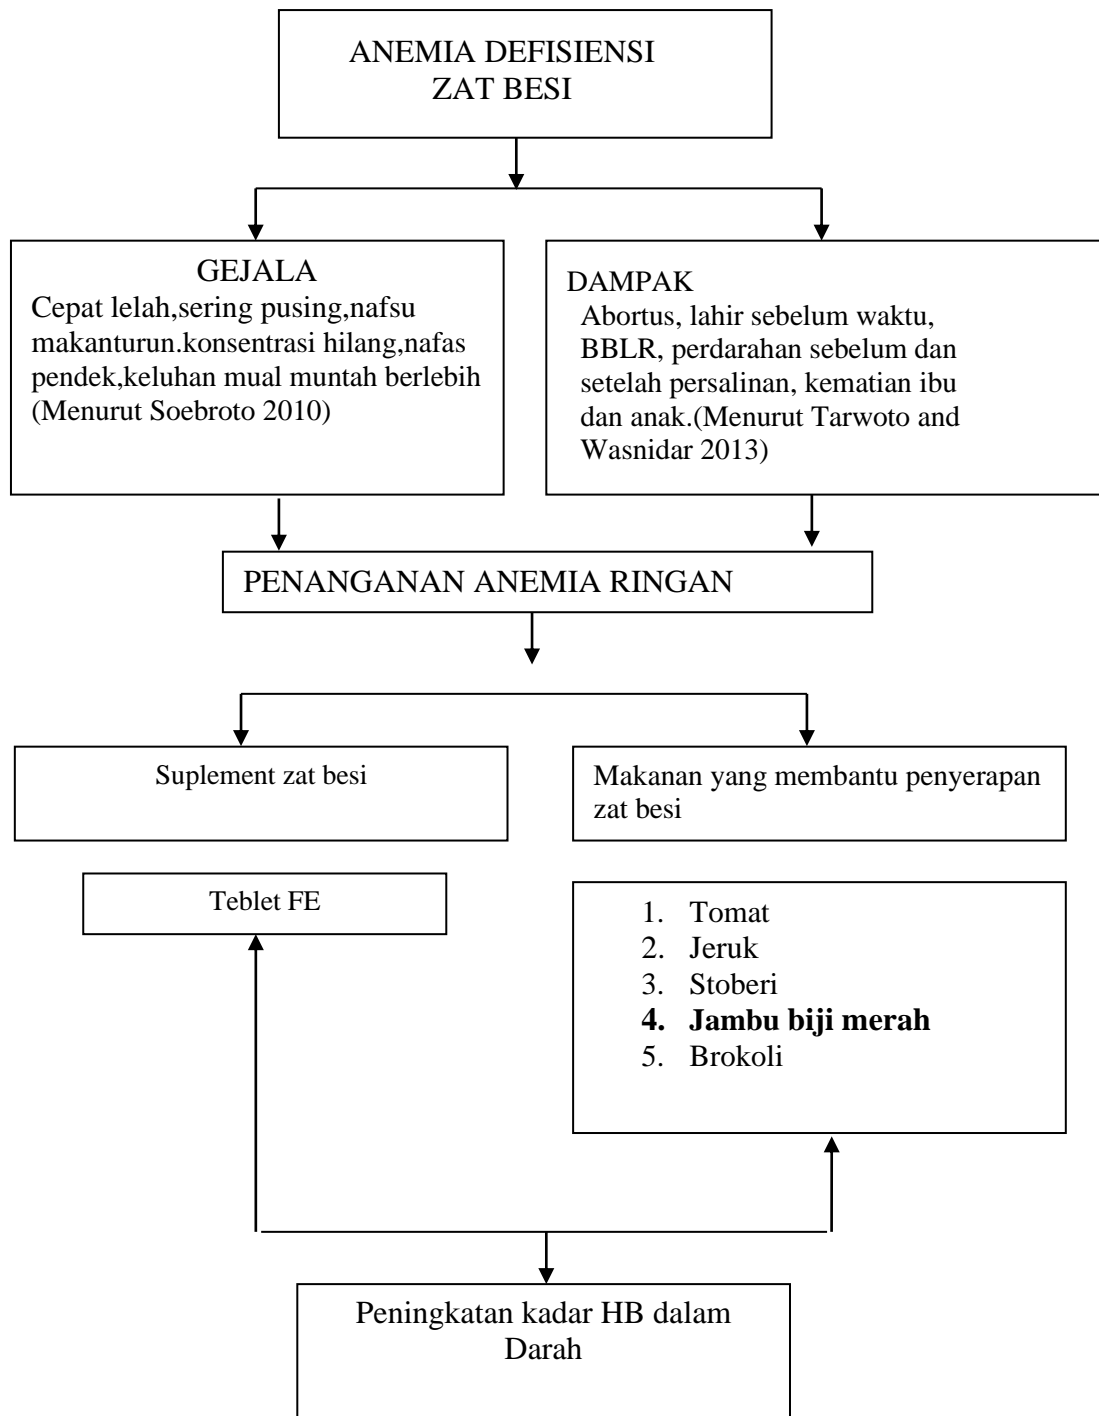 ANEMIA DEFISIENSI
ZAT BESI
GEJALA
Cepat lelah,sering pusing,nafsu
makanturun.konsentrasi hilang,nafas
pendek,keluhan mual muntah berlebih
(Menurut Soebroto 2010)
DAMPAK
Abortus, lahir sebelum waktu,
BBLR, perdarahan sebelum dan
setelah persalinan, kematian ibu
dan anak.(Menurut Tarwoto and
Wasnidar 2013)
PENANGANAN ANEMIA RINGAN
Suplement zat besi
Makanan yang membantu penyerapan
zat besi
Teblet FE
1. Tomat
2. Jeruk
3. Stoberi
4. Jambu biji merah
5. Brokoli
Peningkatan kadar HB dalam
Darah